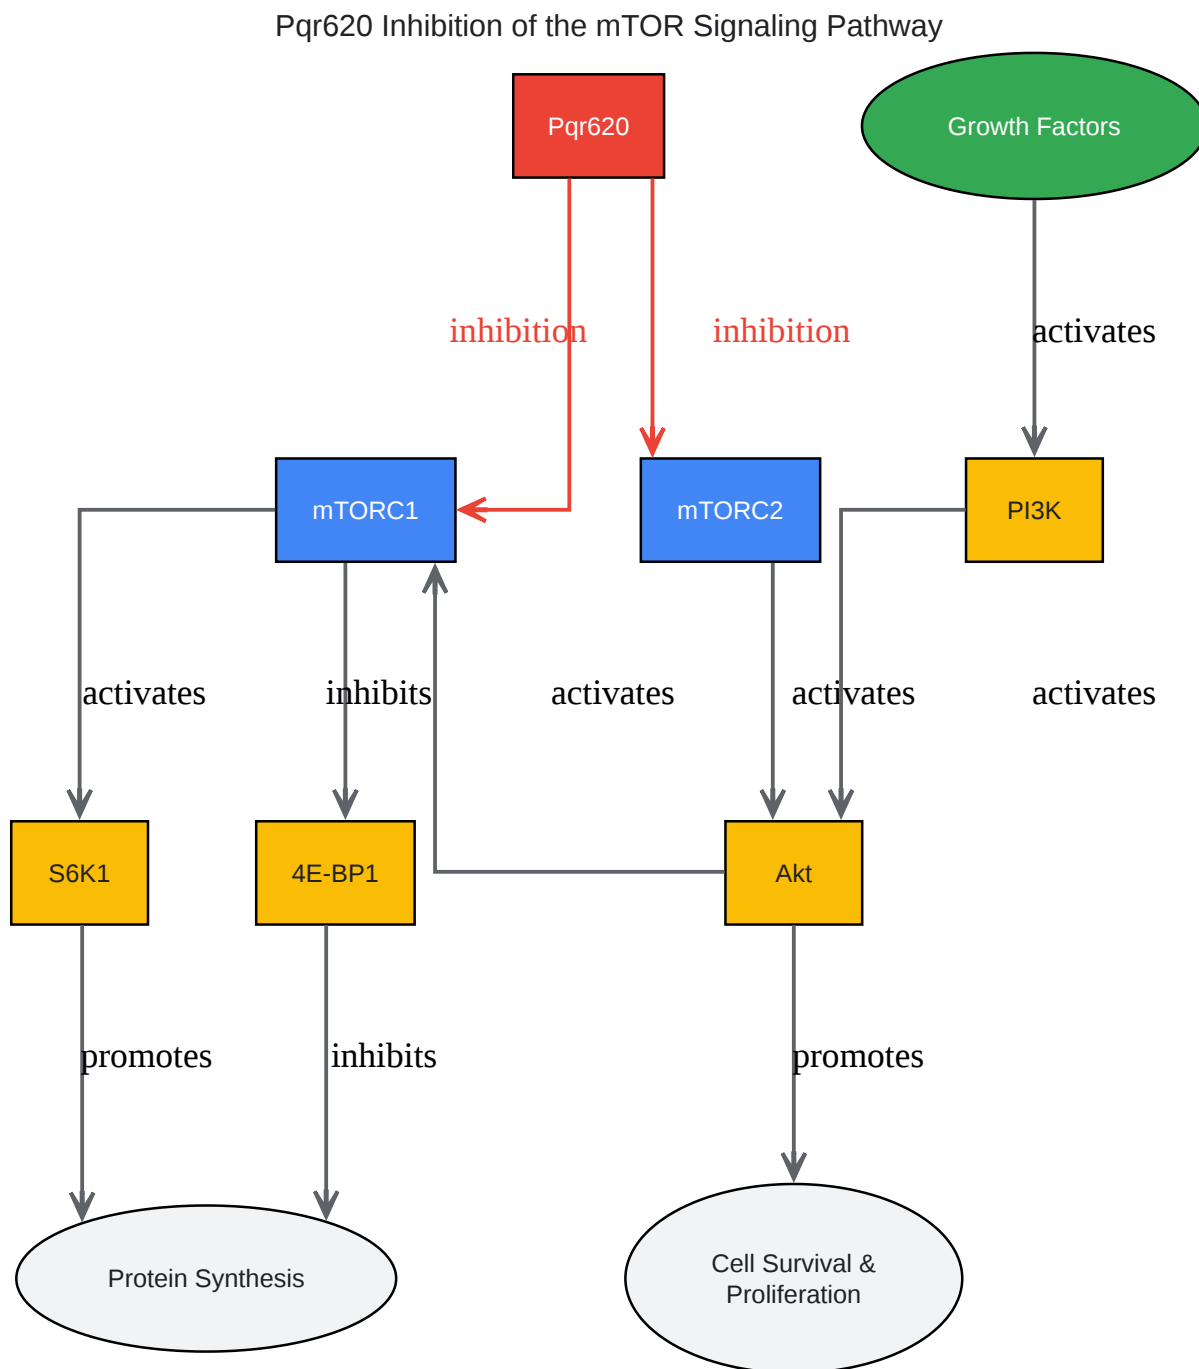 Pqr620 Inhibition of the mTOR Signaling Pathway
Pqr620
Growth Factors
inhibition
inhibition
activates
mTORC1
mTORC2
PI3K
activates
inhibits
activates
activates
activates
S6K1
4E-BP1
Akt
promotes
inhibits
promotes
Protein Synthesis
Cell Survival &
Proliferation